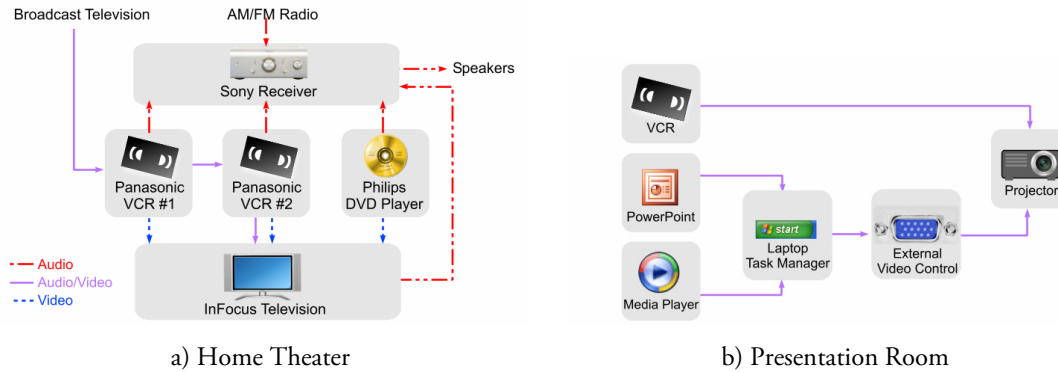 Broadcast Television
AM/FM Radio
Sony Receiver
Speakers
Panasonic
VCR #1
Panasonic
VCR #2
Philips
DVD Player
Audio
Audio/Video
Video
InFocus Television
a) Home Theater
VCR
PowerPoint
Media Player
start
Laptop
Task Manager
External
Video Control
Projector
b) Presentation Room